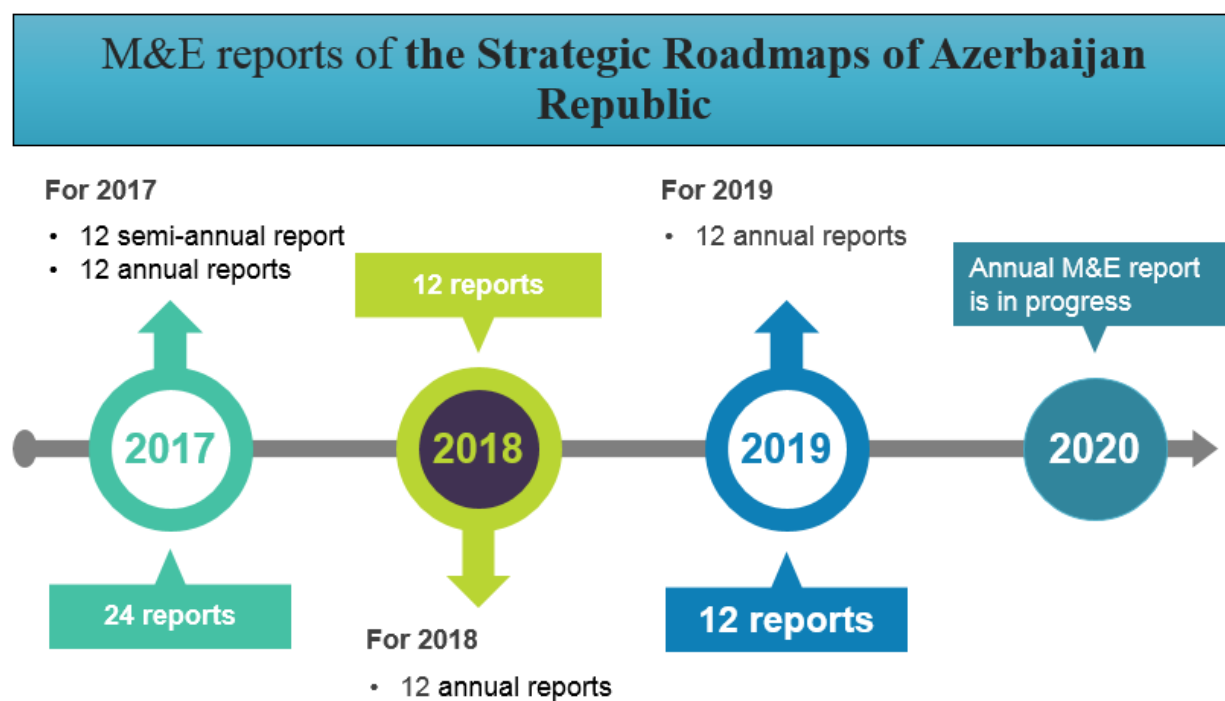 M&E reports of the Strategic Roadmaps of Azerbaijan
Republic
For 2017
• 12 semi-annual report
• 12 annual reports
12 reports
For 2019
• 12 annual reports
Annual M&E report
is in progress
2017
2018
2019
2020
24 reports
For 2018
• 12 annual reports
12 reports